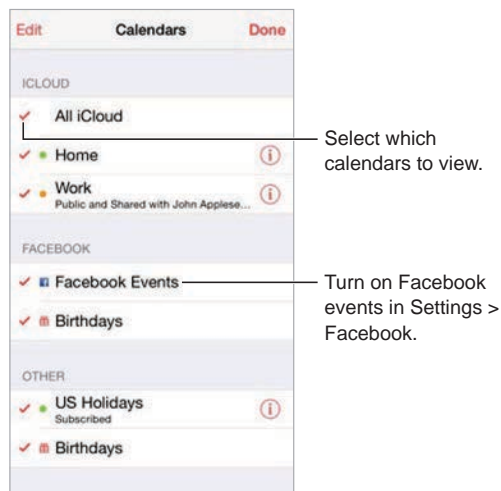 Edit Calendars Done
ICLOUD
All iCloud
Home
Work
Public and Shared with John Applese...
FACEBOOK
Facebook Events
Birthdays
OTHER
US Holidays
Subscribed
Birthdays
Select which
calendars to view.
Turn on Facebook
events in Settings >
Facebook.